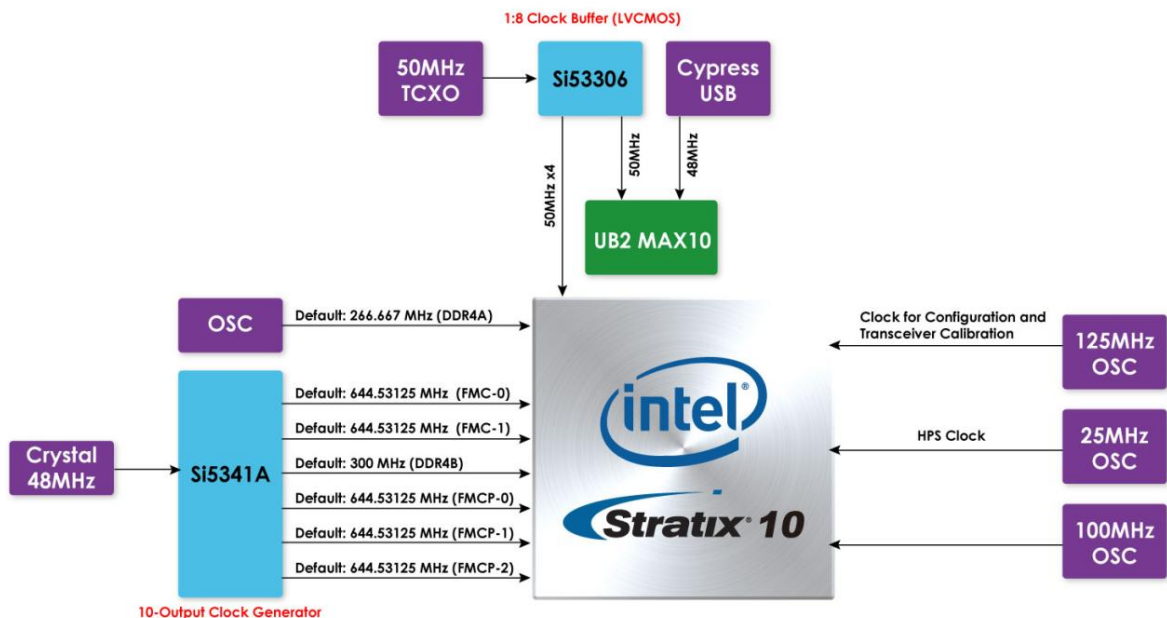 1:8 Clock Buffer (LVCMOS)
50MHz
TCXO
Si53306
Cypress
USB
50MHz x4
50MHz
48MHz
UB2 MAX10
OSC
Default: 266.667 MHz (DDR4A)
Clock for Configuration and
Transceiver Calibration
125MHz
OSC
Crystal
48MHz
Si5341A
Default: 644.53125 MHz (FMC-0)
Default: 644.53125 MHz (FMC-1)
Default: 300 MHz (DDR4B)
Default: 644.53125 MHz (FMCP-0)
Default: 644.53125 MHz (FMCP-1)
Default: 644.53125 MHz (FMCP-2)
10-Output Clock Generator
intel®
Stratix® 10
HPS Clock
25MHz
OSC
100MHz
OSC